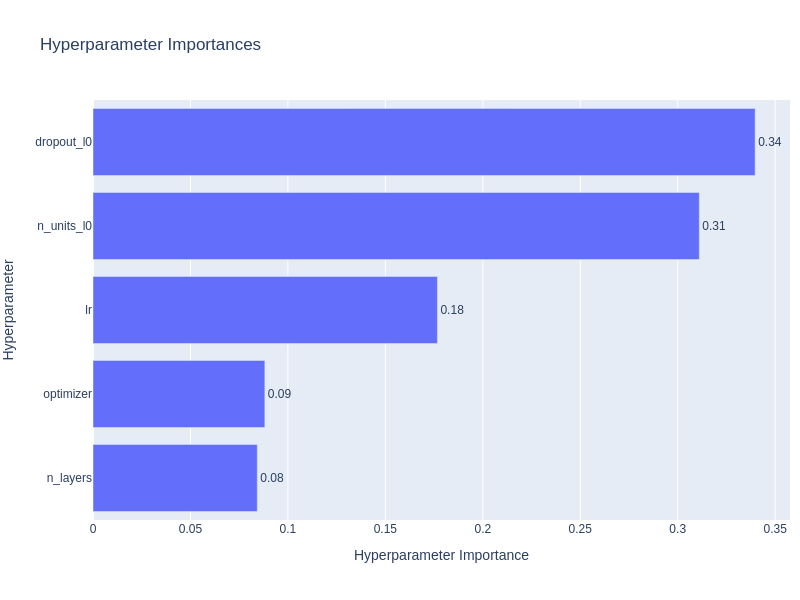 Hyperparameter Importances
dropout_l0
0.34
n_units_l0
0.31
lr
0.18
optimizer
0.09
n_layers
0.08
Hyperparameter
0
0.05
0.1
0.15
0.2
0.25
0.3
0.35
Hyperparameter Importance